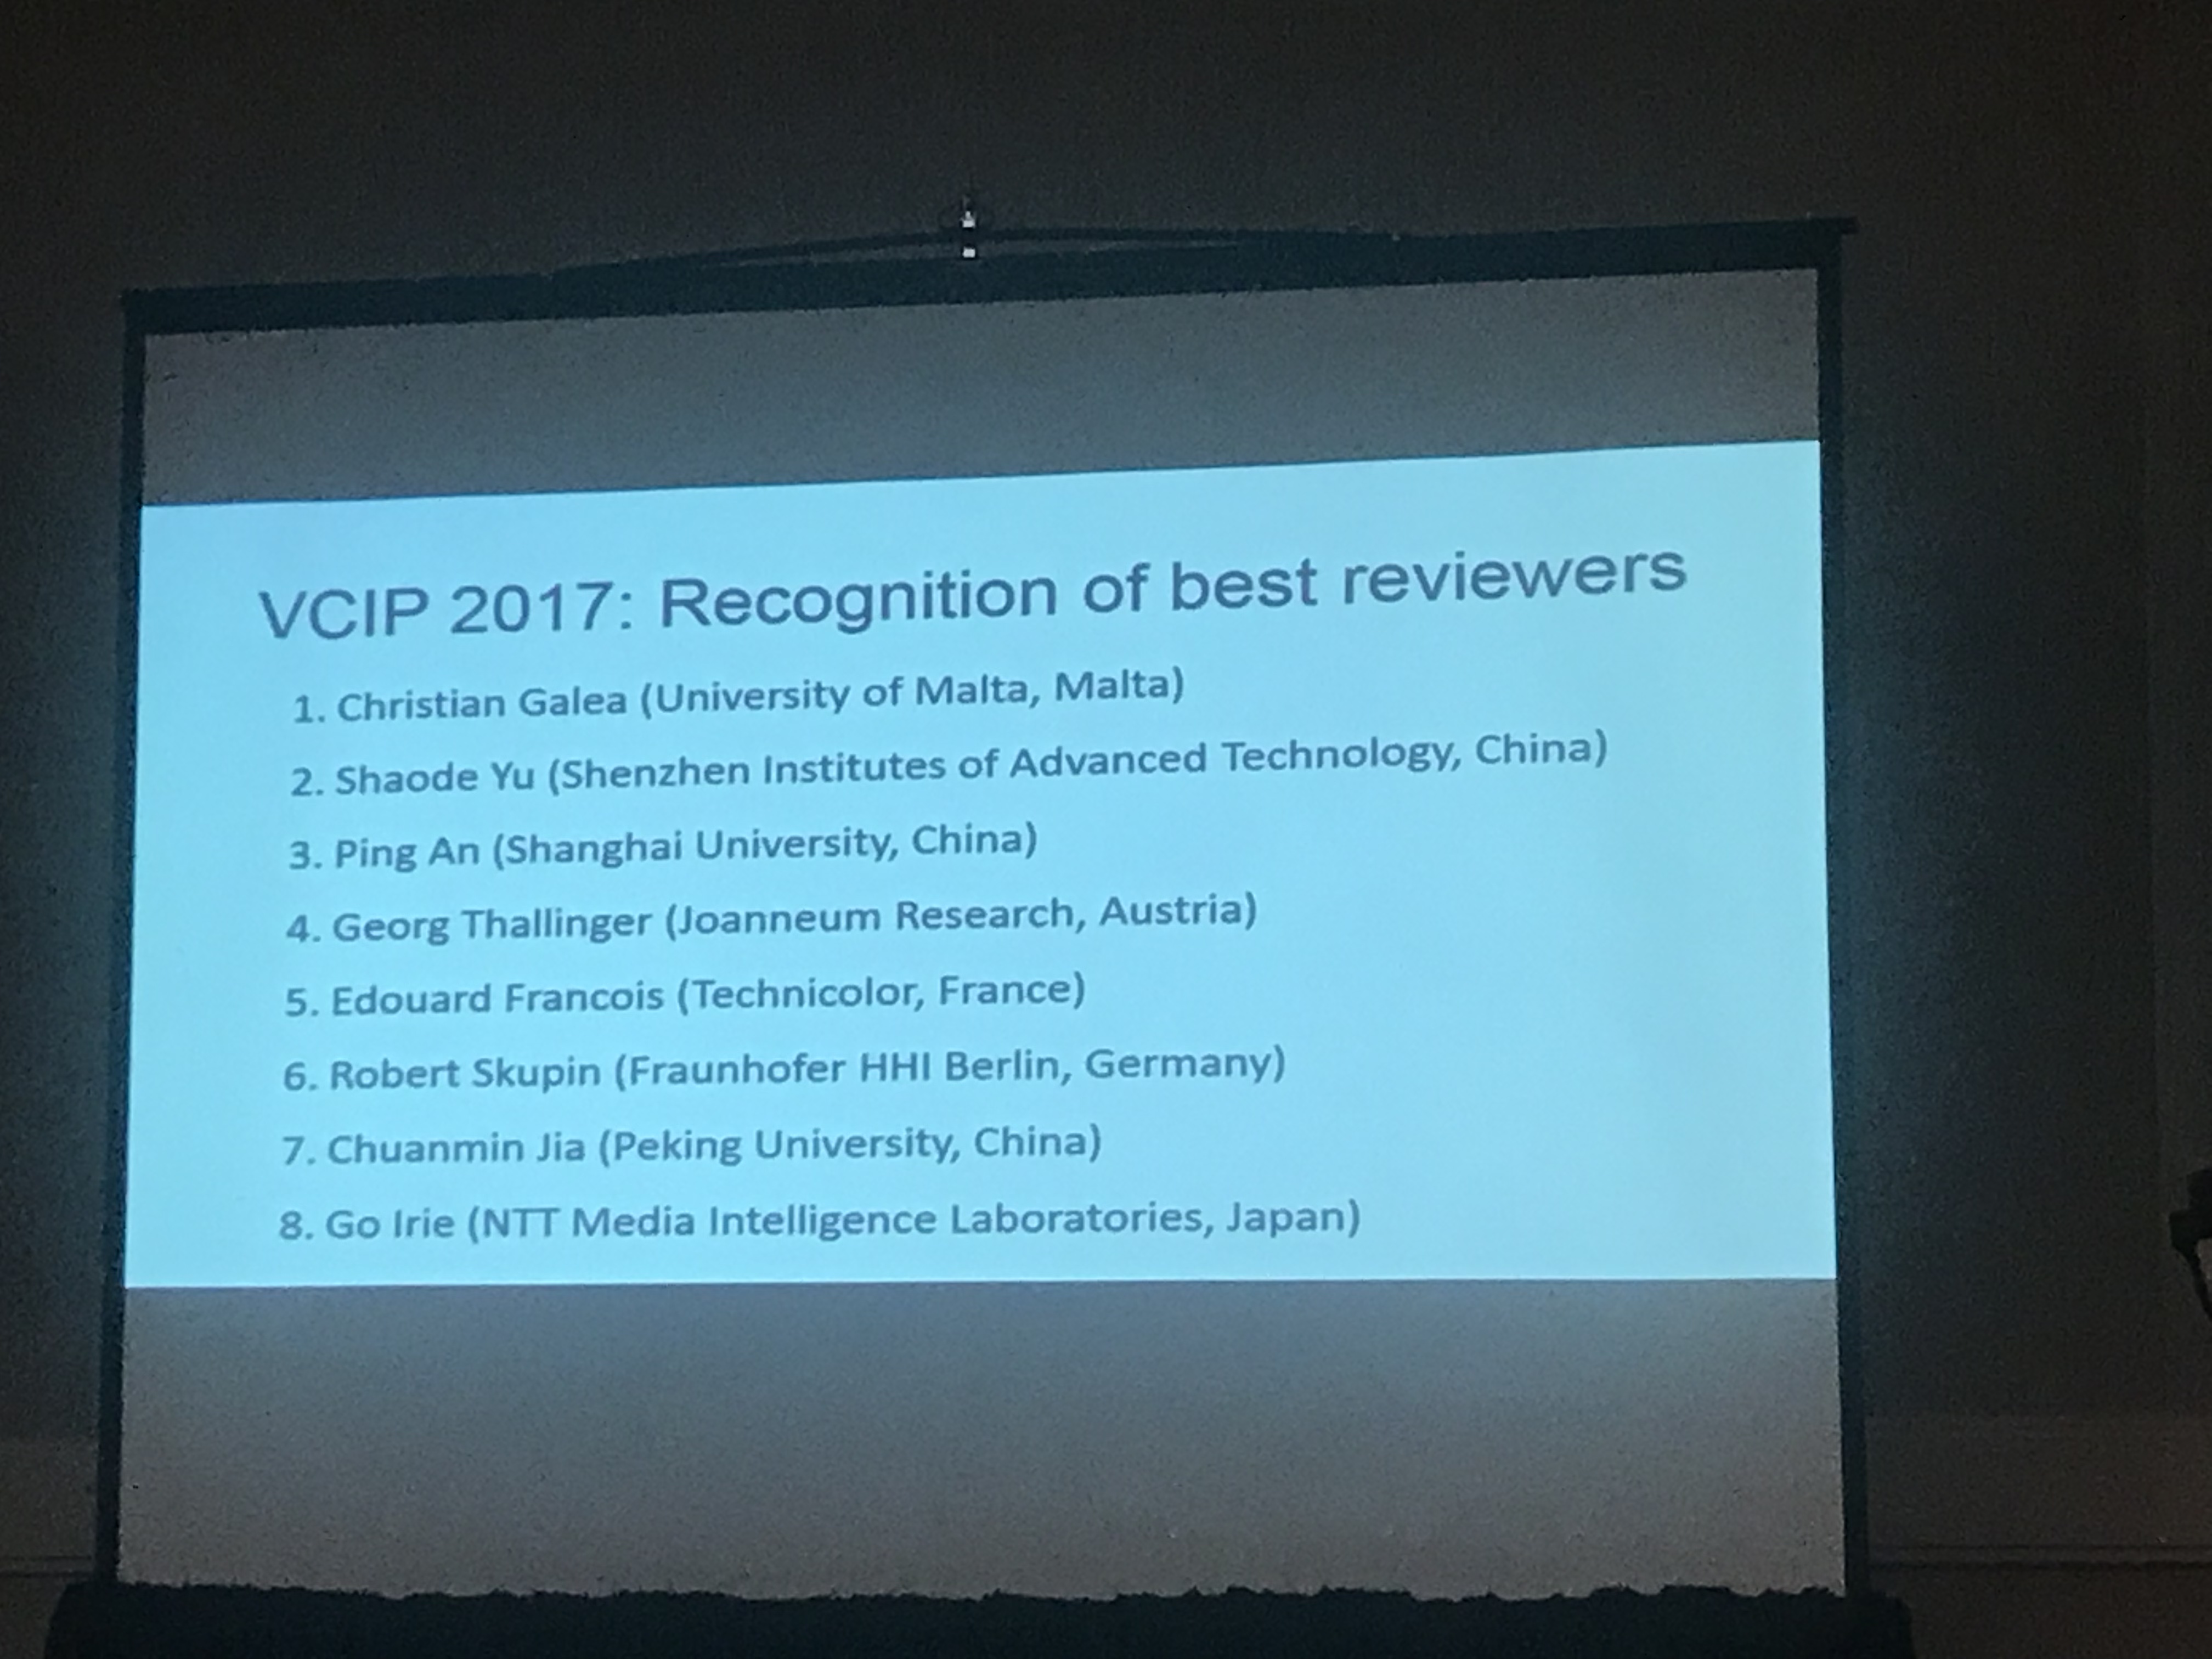 VCIP 2017: Recognition of best reviewers
1. Christian Galea (University of Malta, Malta)
2. Shaode Yu (Shenzhen Institutes of Advanced Technology, China)
3. Ping An (Shanghai University, China)
4. Georg Thallinger (Joanneum Research, Austria)
5. Edouard Francois (Technicolor, France)
6. Robert Skupin (Fraunhofer HHI Berlin, Germany)
7. Chuanmin Jia (Peking University, China)
8. Go Irie (NTT Media Intelligence Laboratories, Japan)